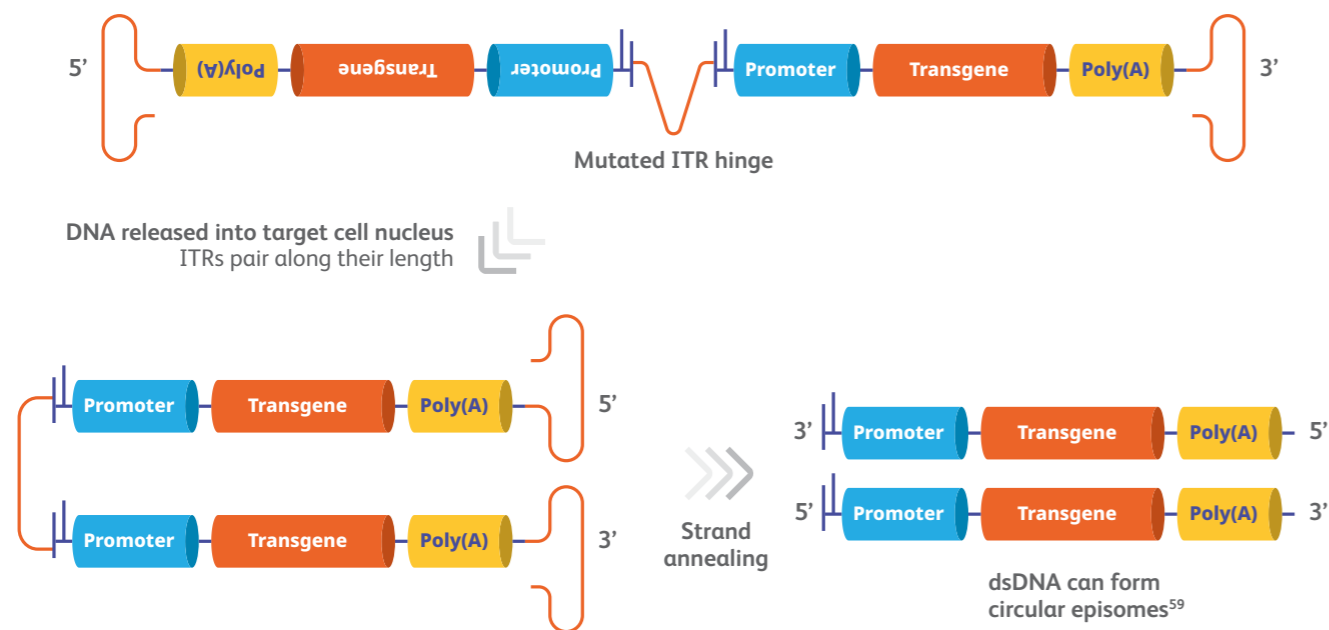 5’
Poly(A)
Transgene
Promoter
Promoter
Transgene
Poly(A)
3’
Mutated ITR hinge
DNA released into target cell nucleus
ITRs pair along their length
Promoter
Transgene
Poly(A)
5’
Promoter
Transgene
Poly(A)
3’
Strand
annealing
3’
Promoter
Transgene
Poly(A)
5’
5’
Promoter
Transgene
Poly(A)
3’
dsDNA can form
circular episomes⁵⁹